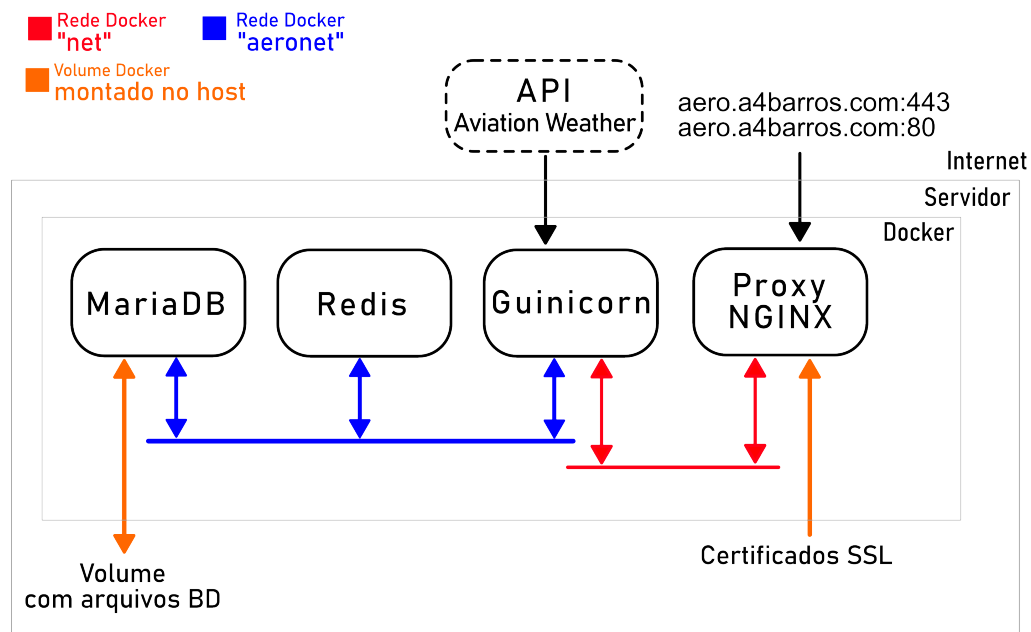 Rede Docker
"net"
Rede Docker
"aeronet"
Volume Docker
montado no host
API
Aviation Weather
aero.a4barros.com:443
aero.a4barros.com:80
Internet
Servidor
Docker
MariaDB
Redis
Guinicorn
Proxy
NGINX
Volume
com arquivos BD
Certificados SSL